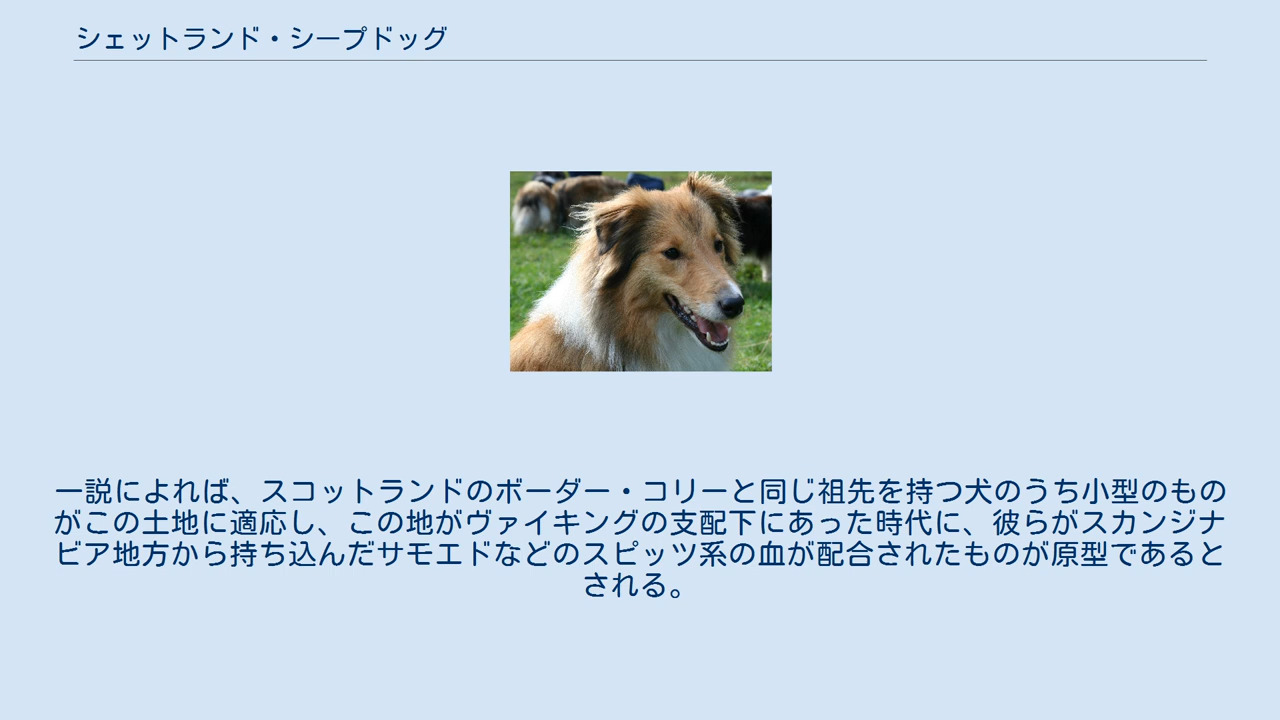 シェットランド・シープドッグ
一説によれば、スコットランドのボーダー・コリーと同じ祖先を持つ犬のうち小型のもの
がこの土地に適応し、この地がヴァイキングの支配下にあった時代に、彼らがスカンジナ
ビア地方から持ち込んだサモエドなどのスピッツ系の血が配合されたものが原型であると
される。